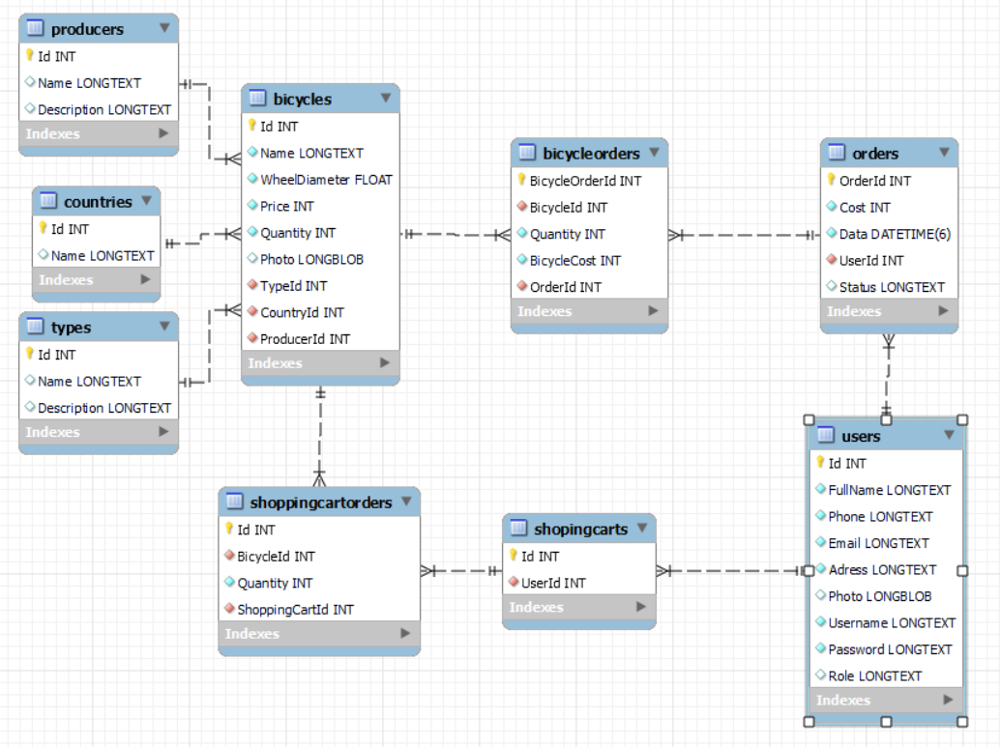 producers
Id INT
Name LONGTEXT
Description LONGTEXT
Indexes
countries
Id INT
Name LONGTEXT
Indexes
types
Id INT
Name LONGTEXT
Description LONGTEXT
Indexes
bicycles
Id INT
Name LONGTEXT
WheelDiameter FLOAT
Price INT
Quantity INT
Photo LONGBLOB
TypeId INT
CountryId INT
ProducerId INT
Indexes
bicycleorders
BicycleOrderId INT
BicycleId INT
Quantity INT
BicycleCost INT
OrderId INT
Indexes
orders
OrderId INT
Cost INT
Data DATETIME(6)
UserId INT
Status LONGTEXT
Indexes
shoppingcartorders
Id INT
BicycleId INT
Quantity INT
ShoppingCartId INT
Indexes
shopingcarts
Id INT
UserId INT
Indexes
users
Id INT
FullName LONGTEXT
Phone LONGTEXT
Email LONGTEXT
Adress LONGTEXT
Photo LONGBLOB
Username LONGTEXT
Password LONGTEXT
Role LONGTEXT
Indexes